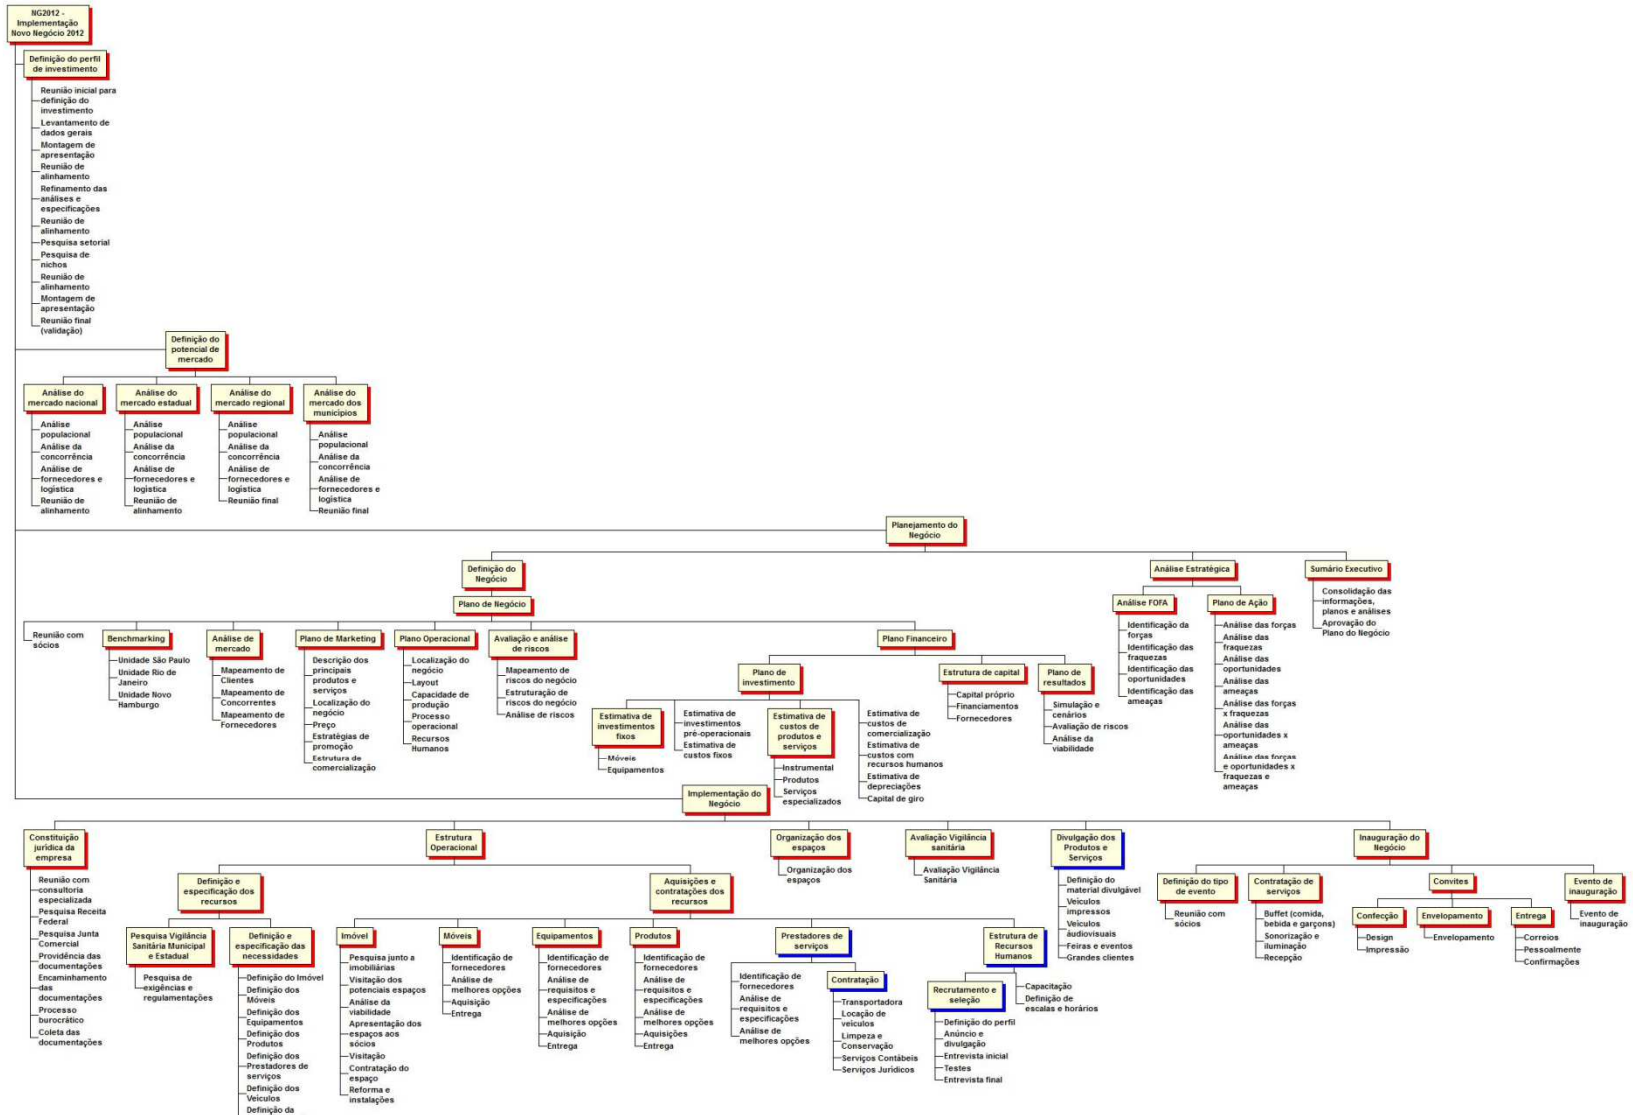 NG2012 -
Implementação
Novo Negócio 2012
Definição do perfil
de investimento
Reunião inicial para
definição do
investimento
Levantamento de
dados gerais
Montagem de
apresentação
Reunião de
alinhamento
Refinamento das
análises e
especificações
Reunião de
alinhamento
Pesquisa setorial
Pesquisa de
nichos
Reunião de
alinhamento
Montagem de
apresentação
Reunião final
(validação)
Definição do
potencial de
mercado
Análise do
mercado nacional
Análise
populacional
Análise da
concorrência
Análise de
fornecedores e
logística
Reunião de
alinhamento
Análise do
mercado estadual
Análise
populacional
Análise da
concorrência
Análise de
fornecedores e
logística
Reunião de
alinhamento
Análise do
mercado regional
Análise
populacional
Análise da
concorrência
Análise de
fornecedores e
logística
Reunião final
Análise do
mercado dos
municípios
Análise
populacional
Análise da
concorrência
Análise de
fornecedores e
logística
Reunião final
Planejamento do
Negócio
Definição do
Negócio
Plano de Negócio
Reunião com
sócios
Benchmarking
Unidade São Paulo
Unidade Rio de
Janeiro
Unidade Novo
Hamburgo
Análise de
mercado
Mapeamento de
Clientes
Mapeamento de
Concorrentes
Mapeamento de
Fornecedores
Plano de Marketing
Descrição dos
principais
produtos e
serviços
Localização do
negócio
Preço
Estratégias de
promoção
Estrutura de
comercialização
Plano Operacional
Localização do
negócio
Layout
Capacidade de
produção
Processo
operacional
Recursos
Humanos
Avaliação e análise
de riscos
Mapeamento de
riscos do negócio
Estruturação de
riscos do negócio
Análise de riscos
Plano Financeiro
Plano de
investimento
Estimativa de
investimentos
fixos
Móveis
Equipamentos
Estimativa de
investimentos
pré-operacionais
Estimativa de
custos fixos
Estimativa de
custos de
produtos e
serviços
Instrumental
Produtos
Serviços
especializados
Estimativa de
custos de
comercialização
Estimativa de
custos com
recursos humanos
Estimativa de
depreciações
Capital de giro
Estrutura de capital
Capital próprio
Financiamentos
Fornecedores
Plano de
resultados
Simulação e
cenários
Avaliação de riscos
Análise da
viabilidade
Análise Estratégica
Análise FOFA
Identificação da
forças
Identificação das
fraquezas
Identificação das
oportunidades
Identificação das
ameaças
Plano de Ação
Análise das forças
Análise das
fraquezas
Análise das
oportunidades
Análise das
ameaças
Análise das forças
x fraquezas
Análise das
oportunidades x
ameaças
Análise das forças
e oportunidades x
fraquezas e
ameaças
Sumário Executivo
Consolidação das
informações,
planos e análises
Aprovação do
Plano do Negócio
Implementação do
Negócio
Constituição
jurídica da
empresa
Reunião com
consultoria
especializada
Pesquisa Receita
Federal
Pesquisa Junta
Comercial
Providência das
documentações
Encaminhamento
das
documentações
Processo
burocrático
Coleta das
documentações
Estrutura
Operacional
Definição e
especificação dos
recursos
Pesquisa Vigilância
Sanitária Municipal
e Estadual
Pesquisa de
exigências e
regulamentações
Definição e
especificação das
necessidades
Definição do Imóvel
Definição dos
Móveis
Definição dos
Equipamentos
Definição dos
Produtos
Definição dos
Prestadores de
serviços
Definição dos
Veículos
Definição da
Aquisições e
contratações dos
recursos
Imóvel
Pesquisa junto a
imobiliárias
Visitação dos
potenciais espaços
Análise da
viabilidade
Apresentação dos
espaços aos
sócios
Visitação
Contratação do
espaço
Reforma e
instalações
Móveis
Identificação de
fornecedores
Análise de
melhores opções
Aquisição
Entrega
Equipamentos
Identificação de
fornecedores
Análise de
requisitos e
especificações
Análise de
melhores opções
Aquisição
Entrega
Produtos
Identificação de
fornecedores
Análise de
requisitos e
especificações
Análise de
melhores opções
Aquisições
Entrega
Prestadores de
serviços
Identificação de
fornecedores
Análise de
requisitos e
especificações
Análise de
melhores opções
Contratação
Transportadora
Locação de
veículos
Limpeza e
Conservação
Serviços Contábeis
Serviços Jurídicos
Estrutura de
Recursos
Humanos
Recrutamento e
seleção
Definição do perfil
Anúncio e
divulgação
Entrevista inicial
Testes
Entrevista final
Capacitação
Definição de
escalas e horários
Organização dos
espaços
Organização dos
espaços
Avaliação Vigilância
sanitária
Avaliação Vigilância
Sanitária
Divulgação dos
Produtos e
Serviços
Definição do
material divulgável
Veículos
impressos
Veículos
áudiovisuais
Feiras e eventos
Grandes clientes
Inauguração do
Negócio
Definição do tipo
de evento
Reunião com
sócios
Contratação de
serviços
Buffet (comida,
bebida e garçons)
Sonorização e
iluminação
Recepção
Convites
Confecção
Design
Impressão
Envelopamento
Envelopamento
Entrega
Correios
Pessoalmente
Confirmações
Evento de
inauguração
Evento de
inauguração